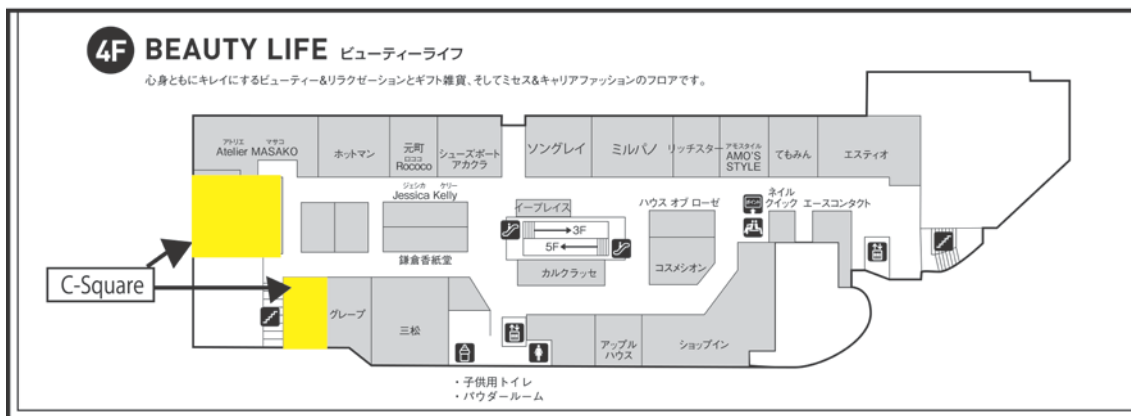 4F BEAUTY LIFE ビューティーライフ
心身ともにキレイにするビューティー&リラクゼーションとギフト雑貨、そしてミセス&キャリアファッションのフロアです。
アトリエ マサコ
Atelier MASAKO
ホットマン
元町
ロココ
Rococo
シューズポート
アカクラ
ソングレイ
ミルパノ
リッチスター
アモスタイル
AMO'S
STYLE
てもみん
エスティオ
ジェシカ ケリー
Jessica Kelly
鎌倉香紙堂
イープレイス
3F
5F
カルクラッセ
ハウス オブ ローゼ
コスメシオン
ネイル
クイック
エースコンタクト
C-Square
グレープ
三松
アップル
ハウス
ショップイン
・子供用トイレ
・パウダールーム